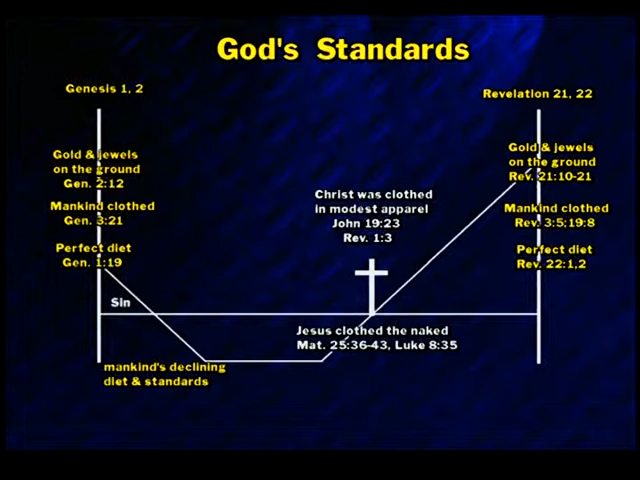 God's Standards
Genesis 1, 2
Revelation 21, 22
Gold & jewels
on the ground
Gen. 2:12
Mankind clothed
Gen. 3:21
Perfect diet
Gen. 1:19
Sin
mankind's declining
diet & standards
Christ was clothed
in modest apparel
John 19:23
Rev. 1:3
Jesus clothed the naked
Mat. 25:36-43, Luke 8:35
Gold & jewels
on the ground
Rev. 21:10-21
Mankind clothed
Rev. 3:5;19:8
Perfect diet
Rev. 22:1,2